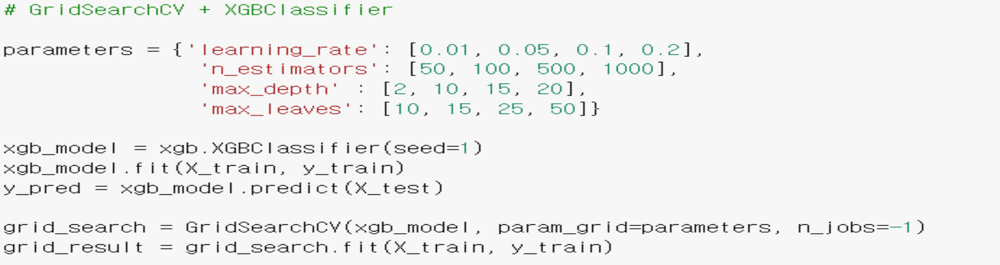 # GridSearchCV + XGBClassifier
parameters = {'learning_rate': [0.01, 0.05, 0.1, 0.2],
'n_estimators': [50, 100, 500, 1000],
'max_depth' : [2, 10, 15, 20],
'max_leaves': [10, 15, 25, 50]}
xgb_model = xgb.XGBClassifier(seed=1)
xgb_model.fit(X_train, y_train)
y_pred = xgb_model.predict(X_test)
grid_search = GridSearchCV(xgb_model, param_grid=parameters, n_jobs=-1)
grid_result = grid_search.fit(X_train, y_train)